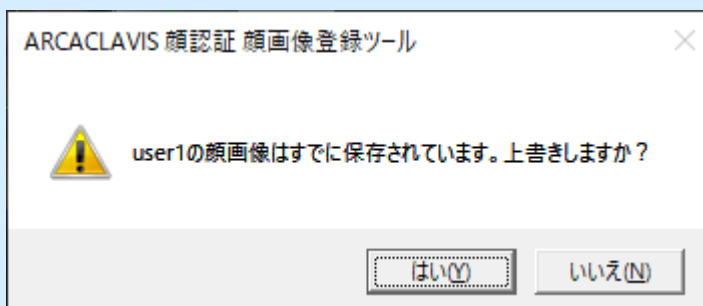 ARCACLAVIS 顔認証 顔画像登録ツール
user1の顔画像はすでに保存されています。上書きしますか？
はい(Y)
いいえ(N)